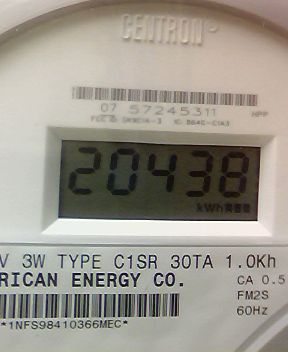 CENTRON®
07 57245311 HPP
20438
kWh
V 3W TYPE C1SR 30TA 1.0Kh
RICAN ENERGY CO. CA 0.5
FM2S
60Hz
*1NFS98410366MEC*